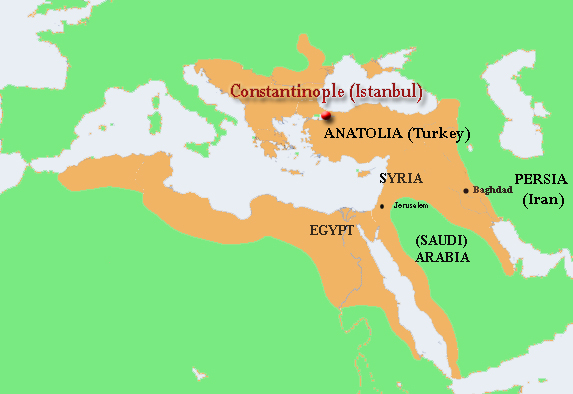 Constantinople (Istanbul)
ANATOLIA (Turkey)
SYRIA
PERSIA
(Iran)
Baghdad
Jerusalem
EGYPT
(SAUDI)
ARABIA